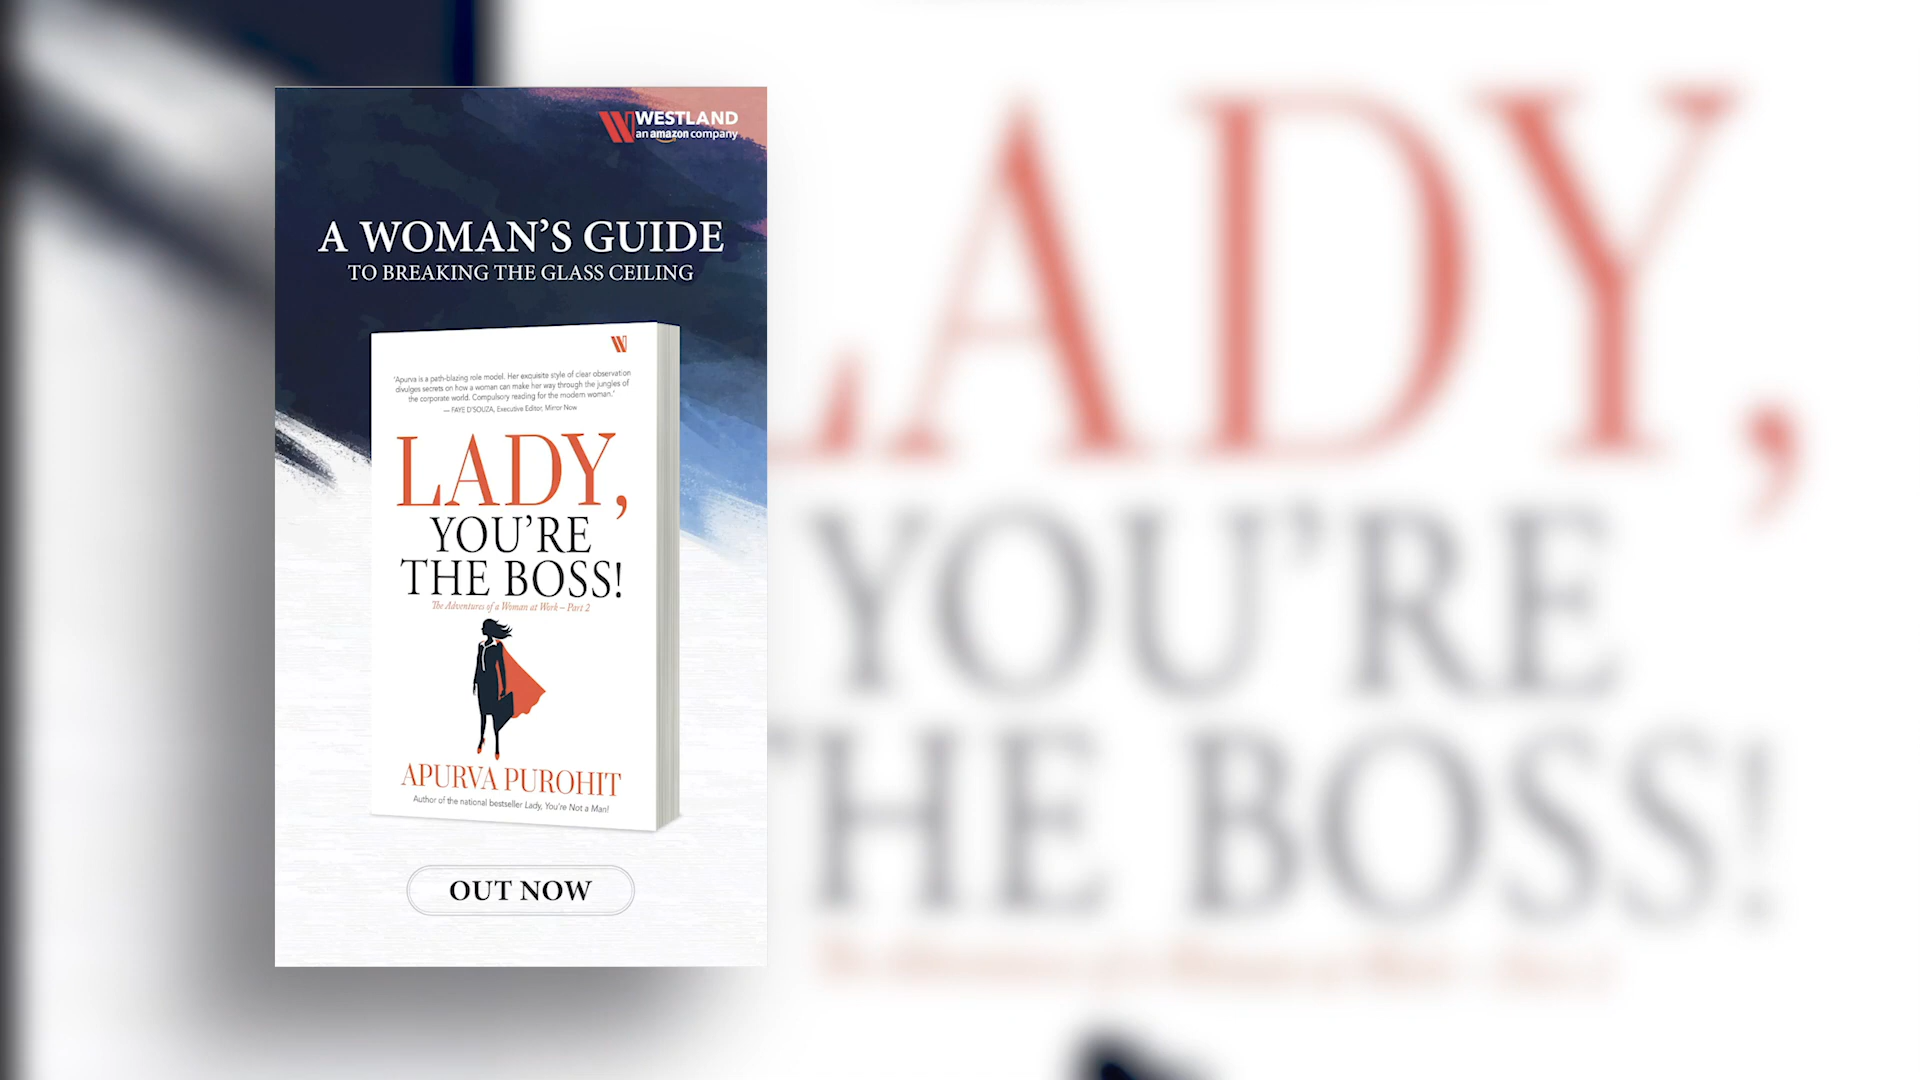 WESTLAND
an amazon company
A WOMAN'S GUIDE
TO BREAKING THE GLASS CEILING
'Apurva is a path-blazing role model. Her exquisite style of clear observation
divulges secrets on how a woman can make her way through the jungles of
the corporate world. Compulsory reading for the modern woman.'
— FAYE D'SOUZA, Executive Editor, Mirror Now
LADY,
YOU'RE
THE BOSS!
The Adventures of a Woman at Work – Part 2
APURVA PUROHIT
Author of the national bestseller Lady, You're Not a Man!
OUT NOW
LADY,
YOU'RE
THE BOSS!